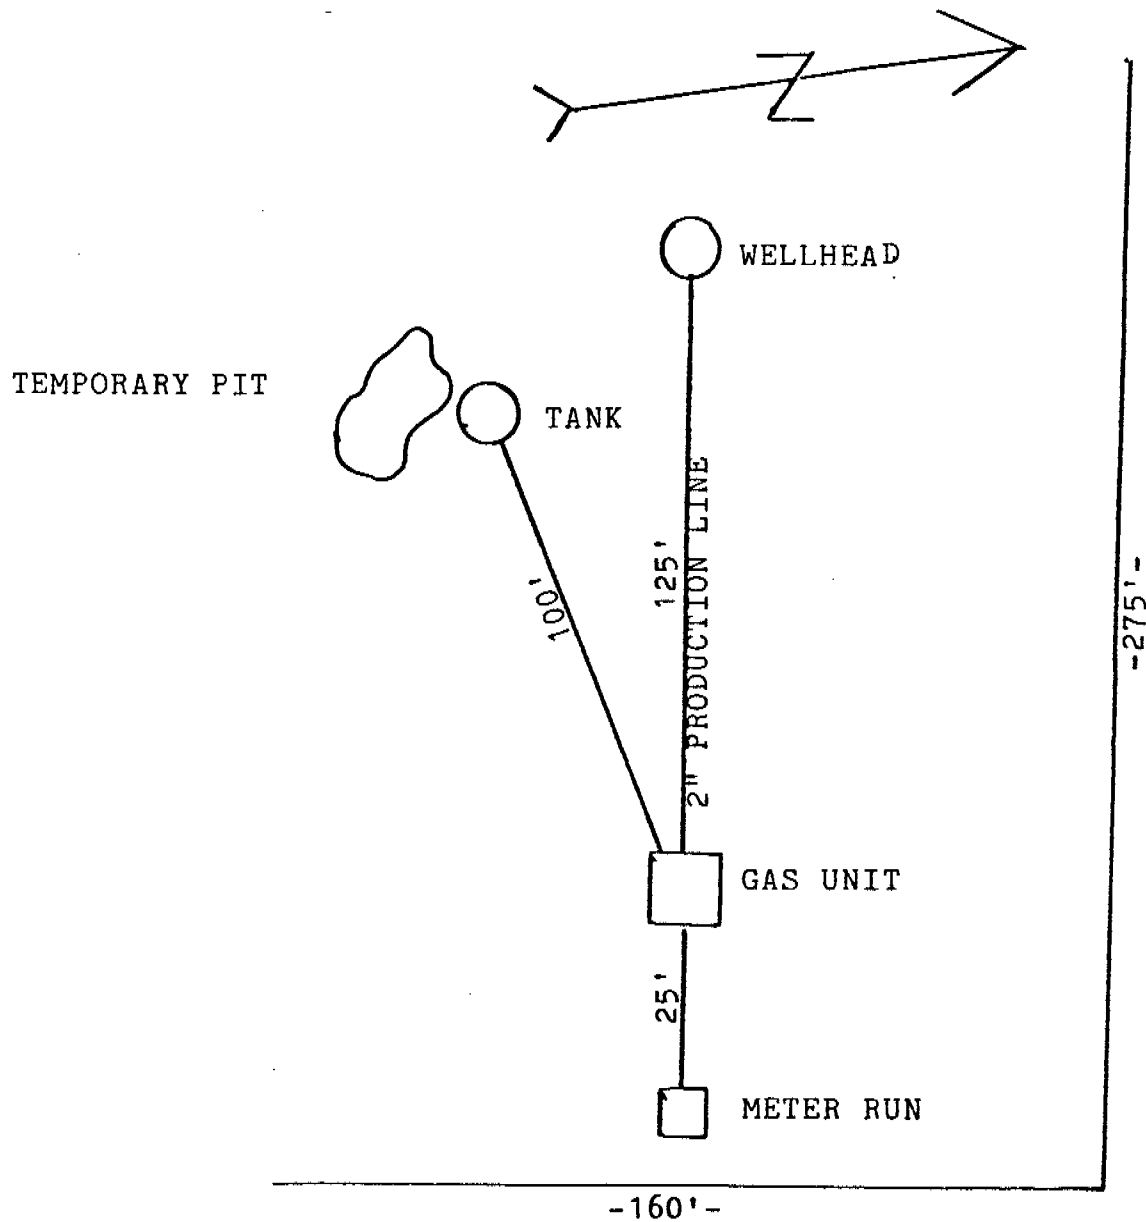 N
WELLHEAD
TEMPORARY PIT
TANK
100'
125'
2" PRODUCTION LINE
-275'-
GAS UNIT
25'
METER RUN
-160'-